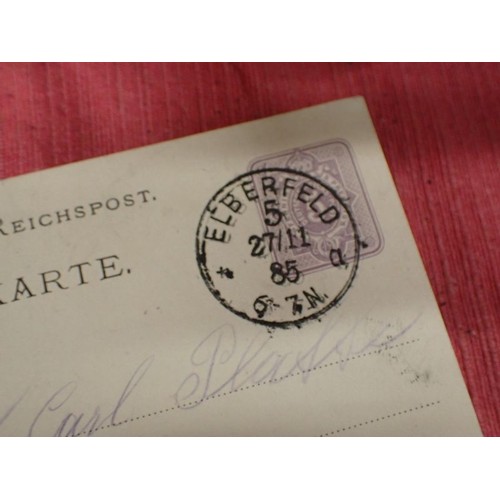 REICHSPOST.
KARTE.
ELBERFELD
5
27/11
85
* a *
6-7N.
Carl